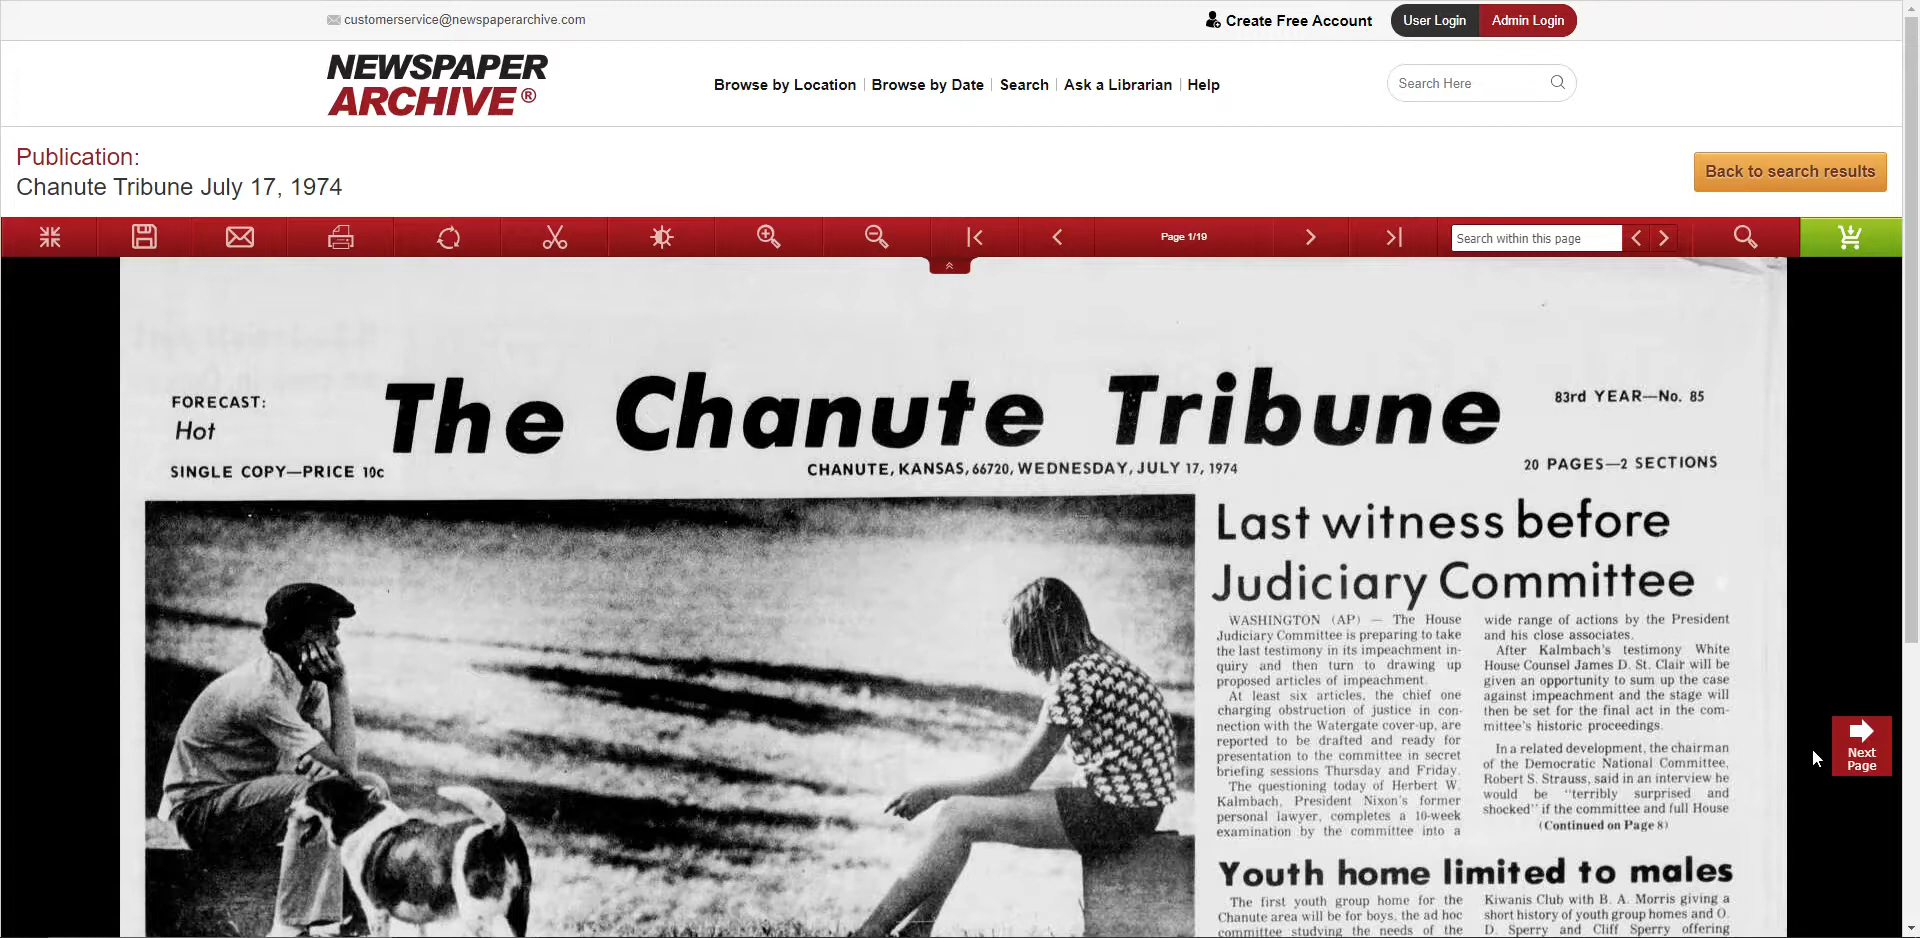 customerservice@newspaperarchive.com
Create Free Account
User Login
Admin Login
NEWSPAPER
ARCHIVE®
Browse by Location
Browse by Date
Search
Ask a Librarian
Help
Search Here
Publication:
Chanute Tribune July 17, 1974
Back to search results
Page 1/19
Search within this page
FORECAST:
Hot
SINGLE COPY—PRICE 10c
The Chanute Tribune
CHANUTE, KANSAS, 66720, WEDNESDAY, JULY 17, 1974
83rd YEAR—No. 85
20 PAGES—2 SECTIONS
Last witness before
Judiciary Committee
WASHINGTON (AP) — The House
Judiciary Committee is preparing to take
the last testimony in its impeachment in-
quiry and then turn to drawing up
proposed articles of impeachment.
At least six articles, the chief one
charging obstruction of justice in con-
nection with the Watergate cover-up, are
reported to be drafted and ready for
presentation to the committee in secret
briefing sessions Thursday and Friday.
The questioning today of Herbert W.
Kalmbach, President Nixon's former
personal lawyer, completes a 10-week
examination by the committee into a
wide range of actions by the President
and his close associates.
After Kalmbach's testimony White
House Counsel James D. St. Clair will be
given an opportunity to sum up the case
against impeachment and the stage will
then be set for the final act in the com-
mittee's historic proceedings.
In a related development, the chairman
of the Democratic National Committee,
Robert S. Strauss, said in an interview he
would be "terribly surprised and
shocked" if the committee and full House
(Continued on Page 8)
Youth home limited to males
The first youth group home for the
Chanute area will be for boys, the ad hoc
committee studying the needs of the
Kiwanis Club with B. A. Morris giving a
short history of youth group homes and O.
D. Sperry and Cliff Sperry offering
Next
Page